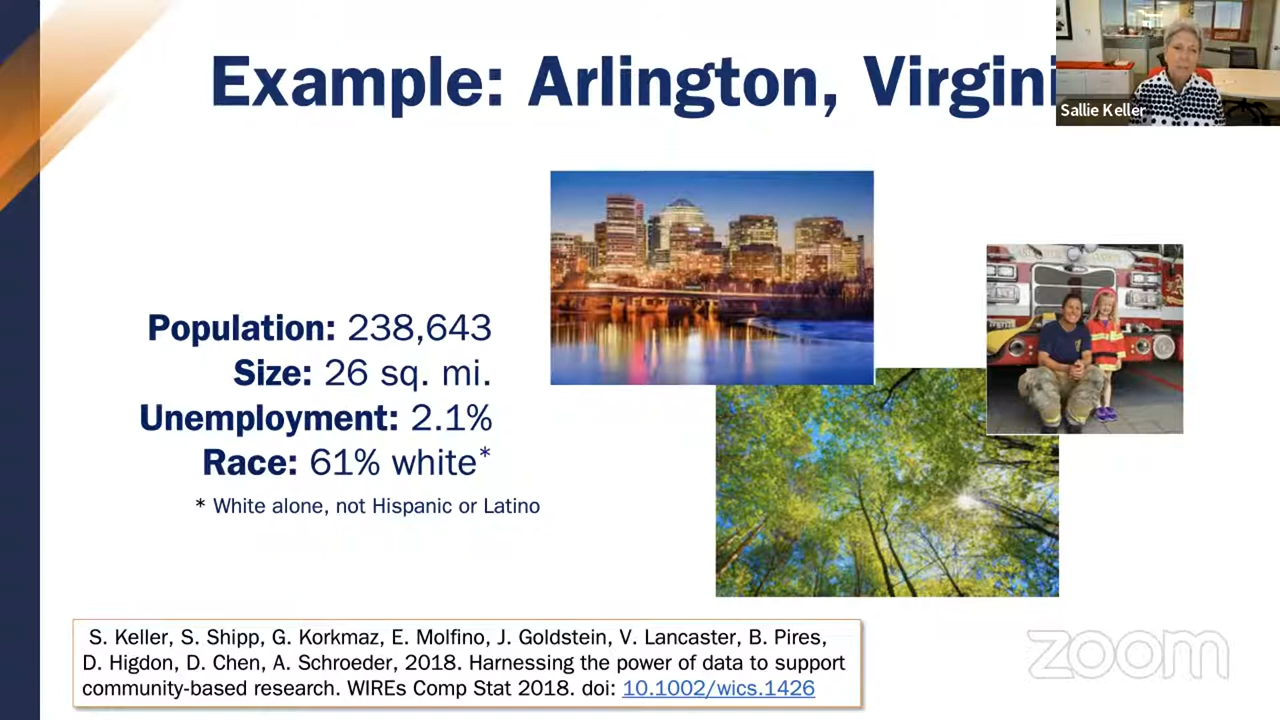 Example: Arlington, Virgini
Sallie Keller
Population: 238,643
Size: 26 sq. mi.
Unemployment: 2.1%
Race: 61% white*
* White alone, not Hispanic or Latino
S. Keller, S. Shipp, G. Korkmaz, E. Molfino, J. Goldstein, V. Lancaster, B. Pires,
D. Higdon, D. Chen, A. Schroeder, 2018. Harnessing the power of data to support
community-based research. WIREs Comp Stat 2018. doi: 10.1002/wics.1426
zoom